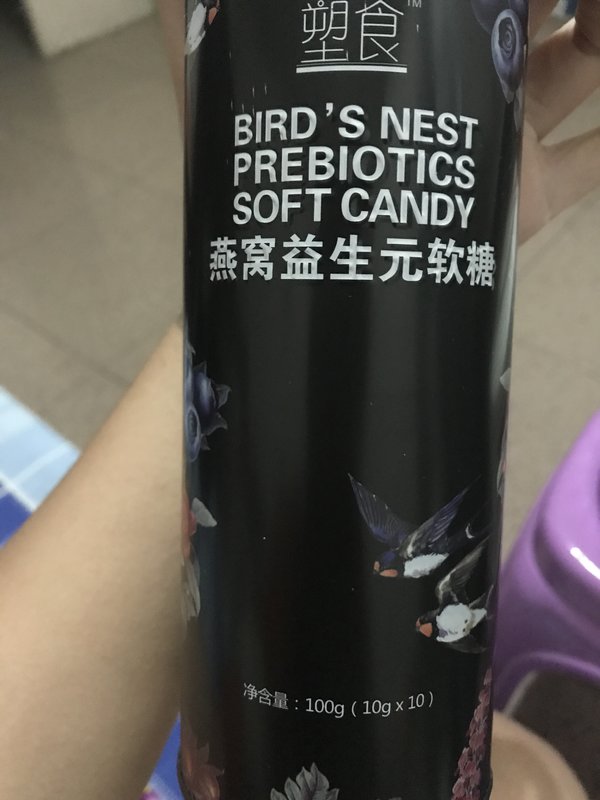 塑食™
BIRD'S NEST
PREBIOTICS
SOFT CANDY
燕窝益生元软糖
净含量：100g（10g x 10）